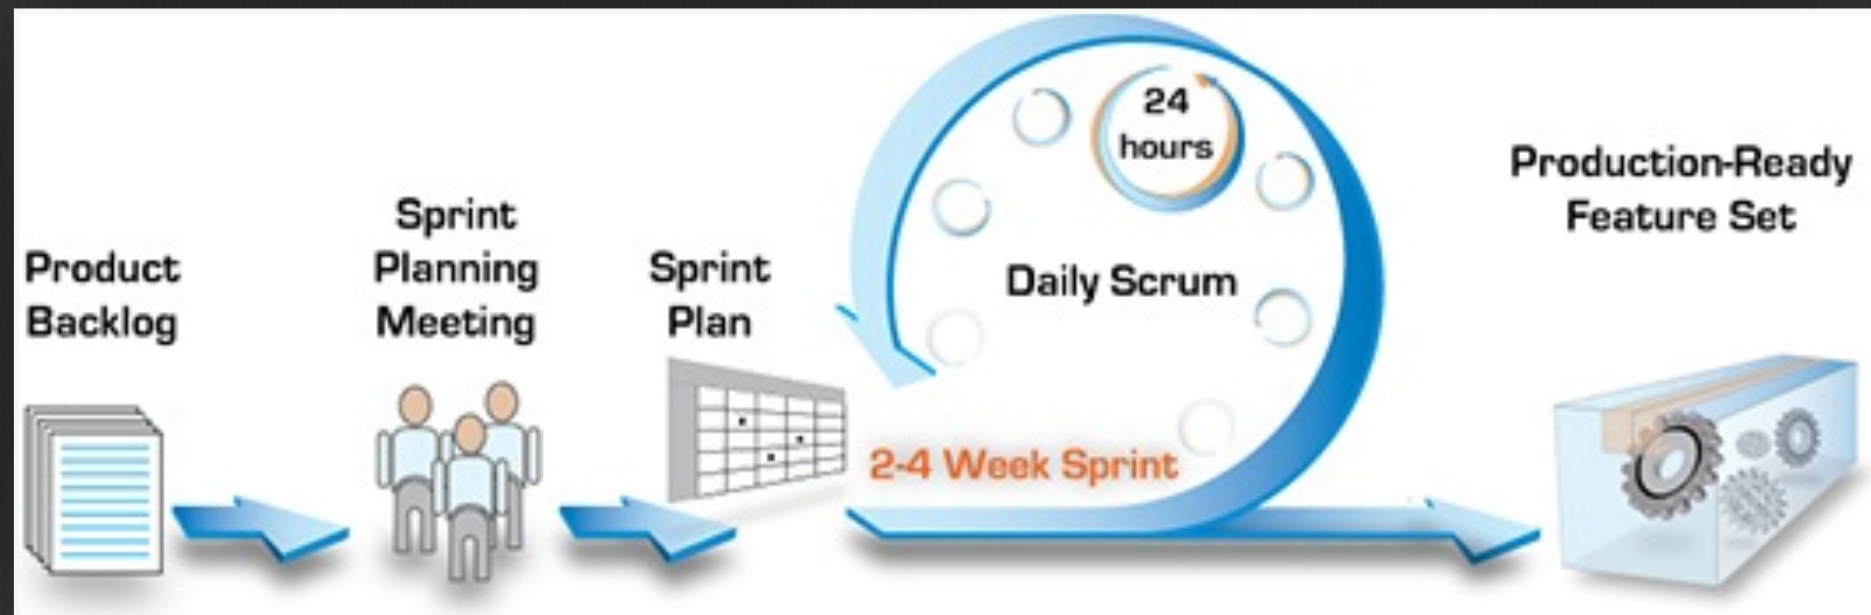 Product
Backlog
Sprint
Planning
Meeting
Sprint
Plan
24
hours
Daily Scrum
2-4 Week Sprint
Production-Ready
Feature Set